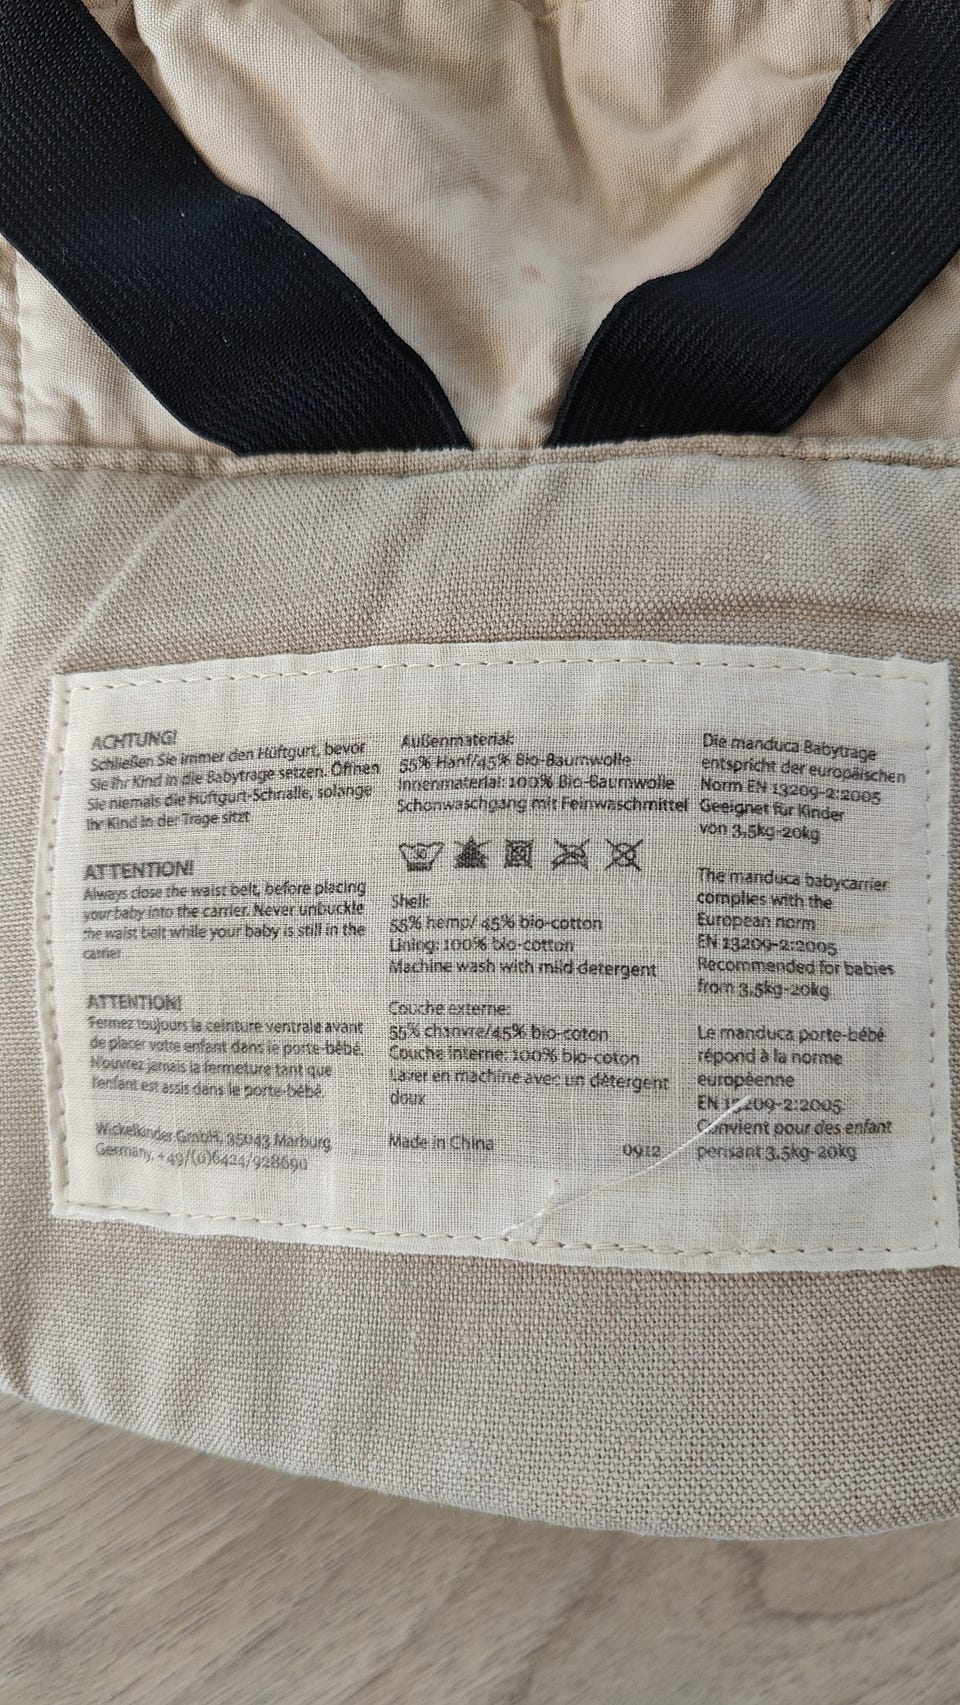 ACHTUNG!
Schließen Sie immer den Hüftgurt, bevor
Sie Ihr Kind in die Babytrage setzen. Öffnen
Sie niemals die Hüftgurt-Schnalle, solange
Ihr Kind in der Trage sitzt
ATTENTION!
Always close the waist belt, before placing
your baby into the carrier. Never unbuckle
the waist belt while your baby is still in the
carrier
ATTENTION!
Fermez toujours la ceinture ventrale avant
de placer votre enfant dans le porte-bébé.
N'ouvrez jamais la fermeture tant que
l'enfant est assis dans le porte-bébé.
Wickelkinder GmbH, 35043 Marburg
Germany, +49/(0)6424/928690
Außenmaterial:
55% Hanf/45% Bio-Baumwolle
Innenmaterial: 100% Bio-Baumwolle
Schonwaschgang mit Feinwaschmittel
30
Shell:
55% hemp/ 45% bio-cotton
Lining: 100% bio-cotton
Machine wash with mild detergent
Couche externe:
55% chanvre/45% bio-coton
Couche interne: 100% bio-coton
Laver en machine avec un détergent
doux
Made in China 0912
Die manduca Babytrage
entspricht der europäischen
Norm EN 13209-2:2005
Geeignet für Kinder
von 3,5kg-20kg
The manduca babycarrier
complies with the
European norm
EN 13209-2:2005
Recommended for babies
from 3,5kg-20kg
Le manduca porte-bébé
répond à la norme
européenne
EN 13209-2:2005
Convient pour des enfant
pensant 3,5kg-20kg